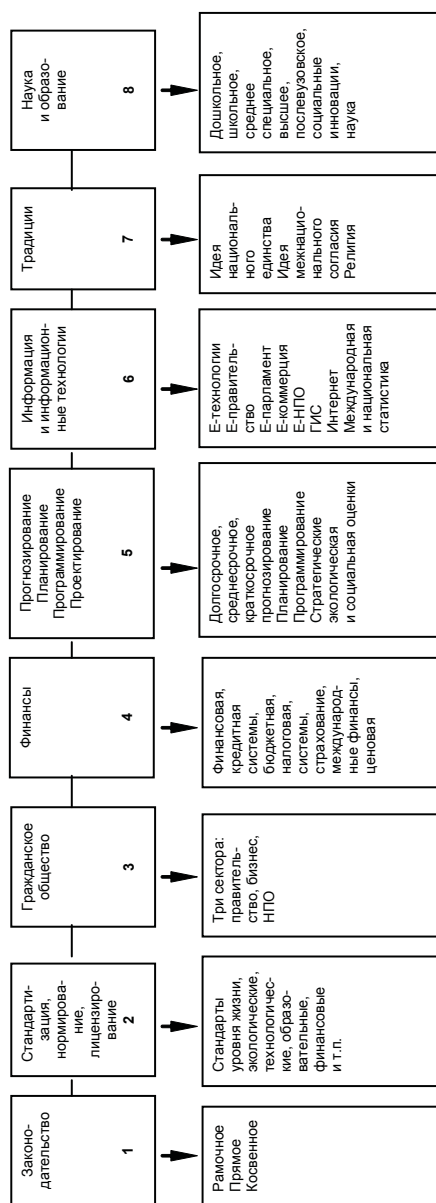 Законо-
дательство
1
Рамочное
Прямое
Косвенное
Стандарти-
зация,
нормирова-
ние,
лицензиро-
вание
2
Стандарты
уровня жизни,
экологические,
технологичес-
кие, образо-
вательные,
финансовые
и т.п.
Гражданское
общество
3
Три сектора:
правитель-
ство, бизнес,
НПО
Финансы
4
Финансовая,
кредитная
системы,
бюджетная,
налоговая,
системы,
страхование,
международ-
ные финансы,
ценовая
Прогнозирование
Планирование
Программирование
Проектирование
5
Долгосрочное,
среднесрочное,
краткосрочное
прогнозирование
Планирование
Программирование
Стратегические
экологическая
и социальная оценки
Информация
и информацион-
ные технологии
6
Е-технологии
Е-правитель-
ство
Е-парламент
Е-коммерция
Е-НПО
ГИС
Интернет
Международная
и национальная
статистика
Традиции
7
Идея
националь-
ного
единства
Идея
межнацио-
нального
согласия
Религия
Наука
и образо-
вание
8
Дошкольное,
школьное,
среднее
специальное,
высшее,
послевузовское,
социальные
инновации,
наука